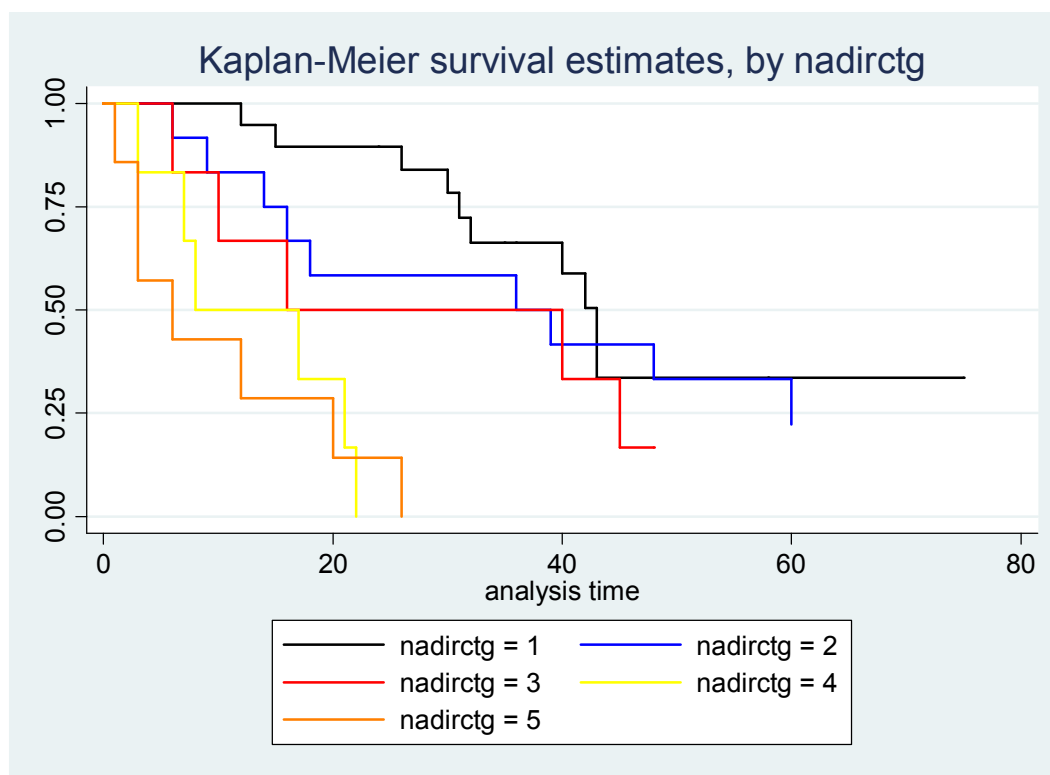 Kaplan-Meier survival estimates, by nadirctg
1.00
0.75
0.50
0.25
0.00
0 20 40 60 80
analysis time
nadirctg = 1 nadirctg = 2
nadirctg = 3 nadirctg = 4
nadirctg = 5